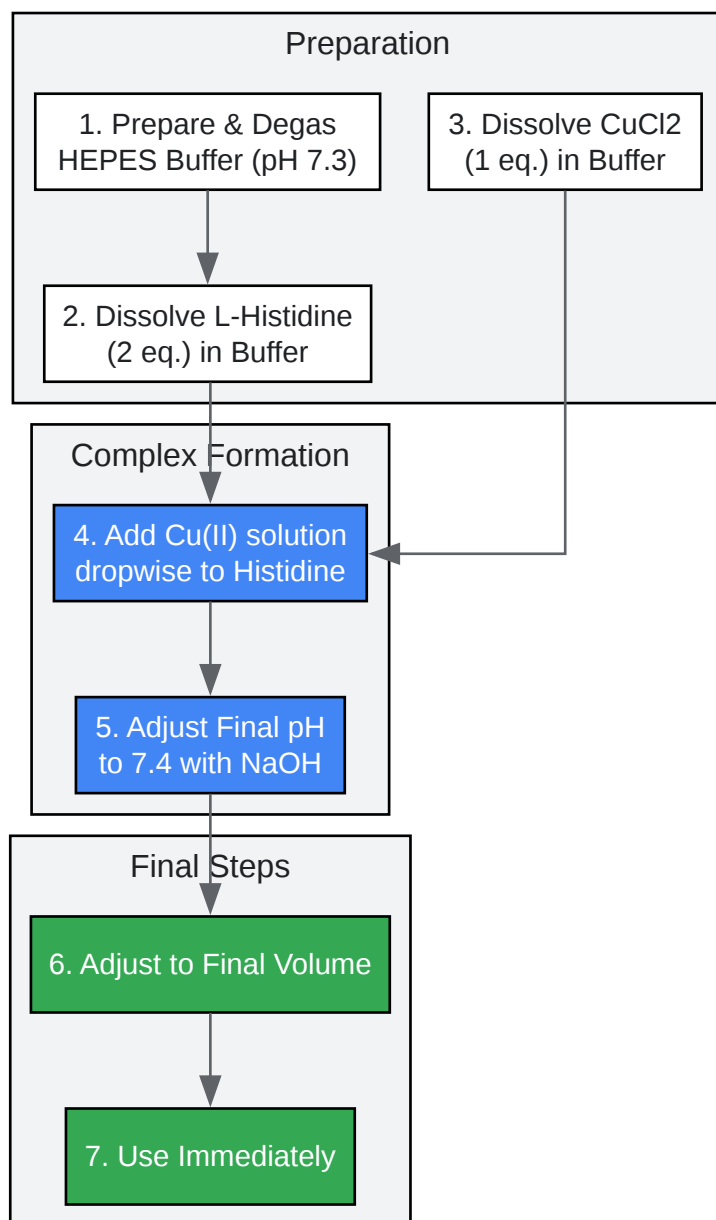 Preparation
1. Prepare & Degas
HEPES Buffer (pH 7.3)
3. Dissolve CuCl2
(1 eq.) in Buffer
2. Dissolve L-Histidine
(2 eq.) in Buffer
Complex Formation
4. Add Cu(II) solution
dropwise to Histidine
5. Adjust Final pH
to 7.4 with NaOH
Final Steps
6. Adjust to Final Volume
7. Use Immediately